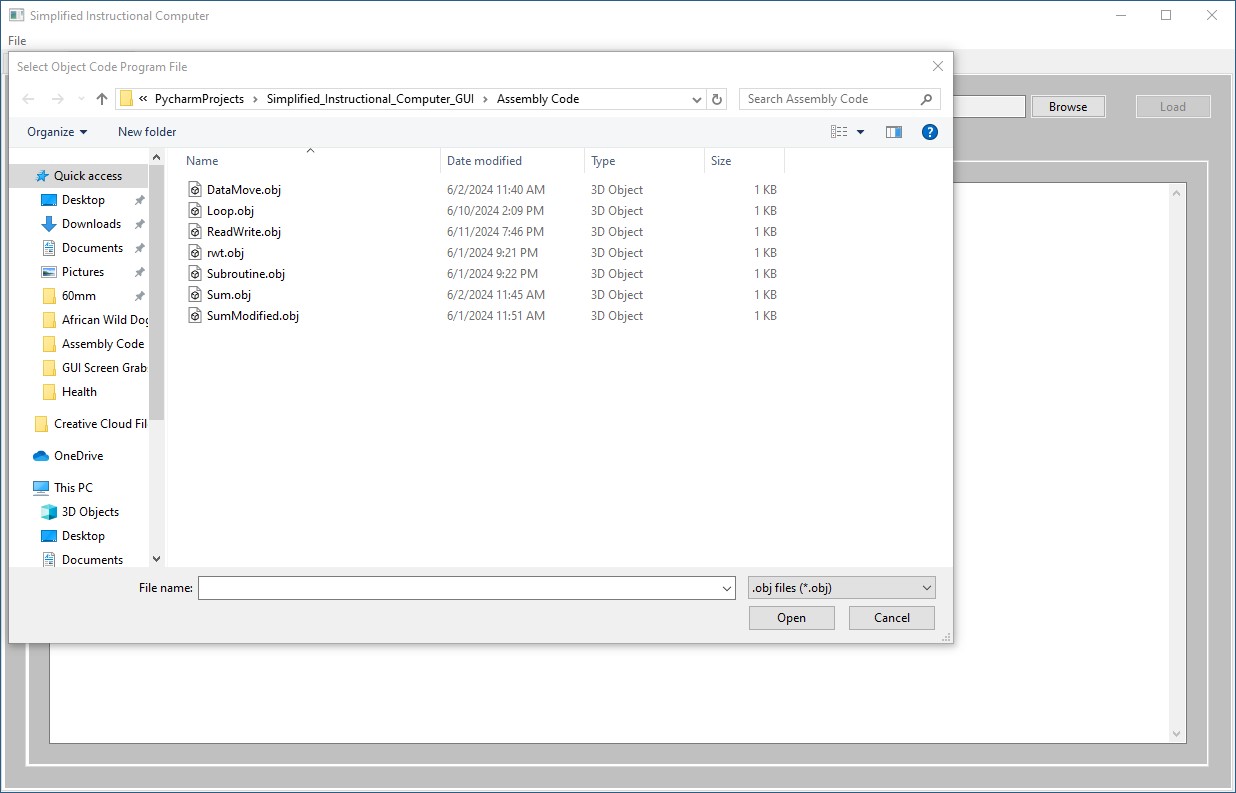 Simplified Instructional Computer
File
Select Object Code Program File
« PycharmProjects > Simplified_Instructional_Computer_GUI > Assembly Code
Search Assembly Code
Browse
Load
Organize
New folder
?
Name
Date modified
Type
Size
Quick access
Desktop
Downloads
Documents
Pictures
60mm
African Wild Dog
Assembly Code
GUI Screen Grabs
Health
Creative Cloud Fil
OneDrive
This PC
3D Objects
Desktop
Documents
DataMove.obj 6/2/2024 11:40 AM 3D Object 1 KB
Loop.obj 6/10/2024 2:09 PM 3D Object 1 KB
ReadWrite.obj 6/11/2024 7:46 PM 3D Object 1 KB
rwt.obj 6/1/2024 9:21 PM 3D Object 1 KB
Subroutine.obj 6/1/2024 9:22 PM 3D Object 1 KB
Sum.obj 6/2/2024 11:45 AM 3D Object 1 KB
SumModified.obj 6/1/2024 11:51 AM 3D Object 1 KB
File name:
.obj files (*.obj)
Open
Cancel